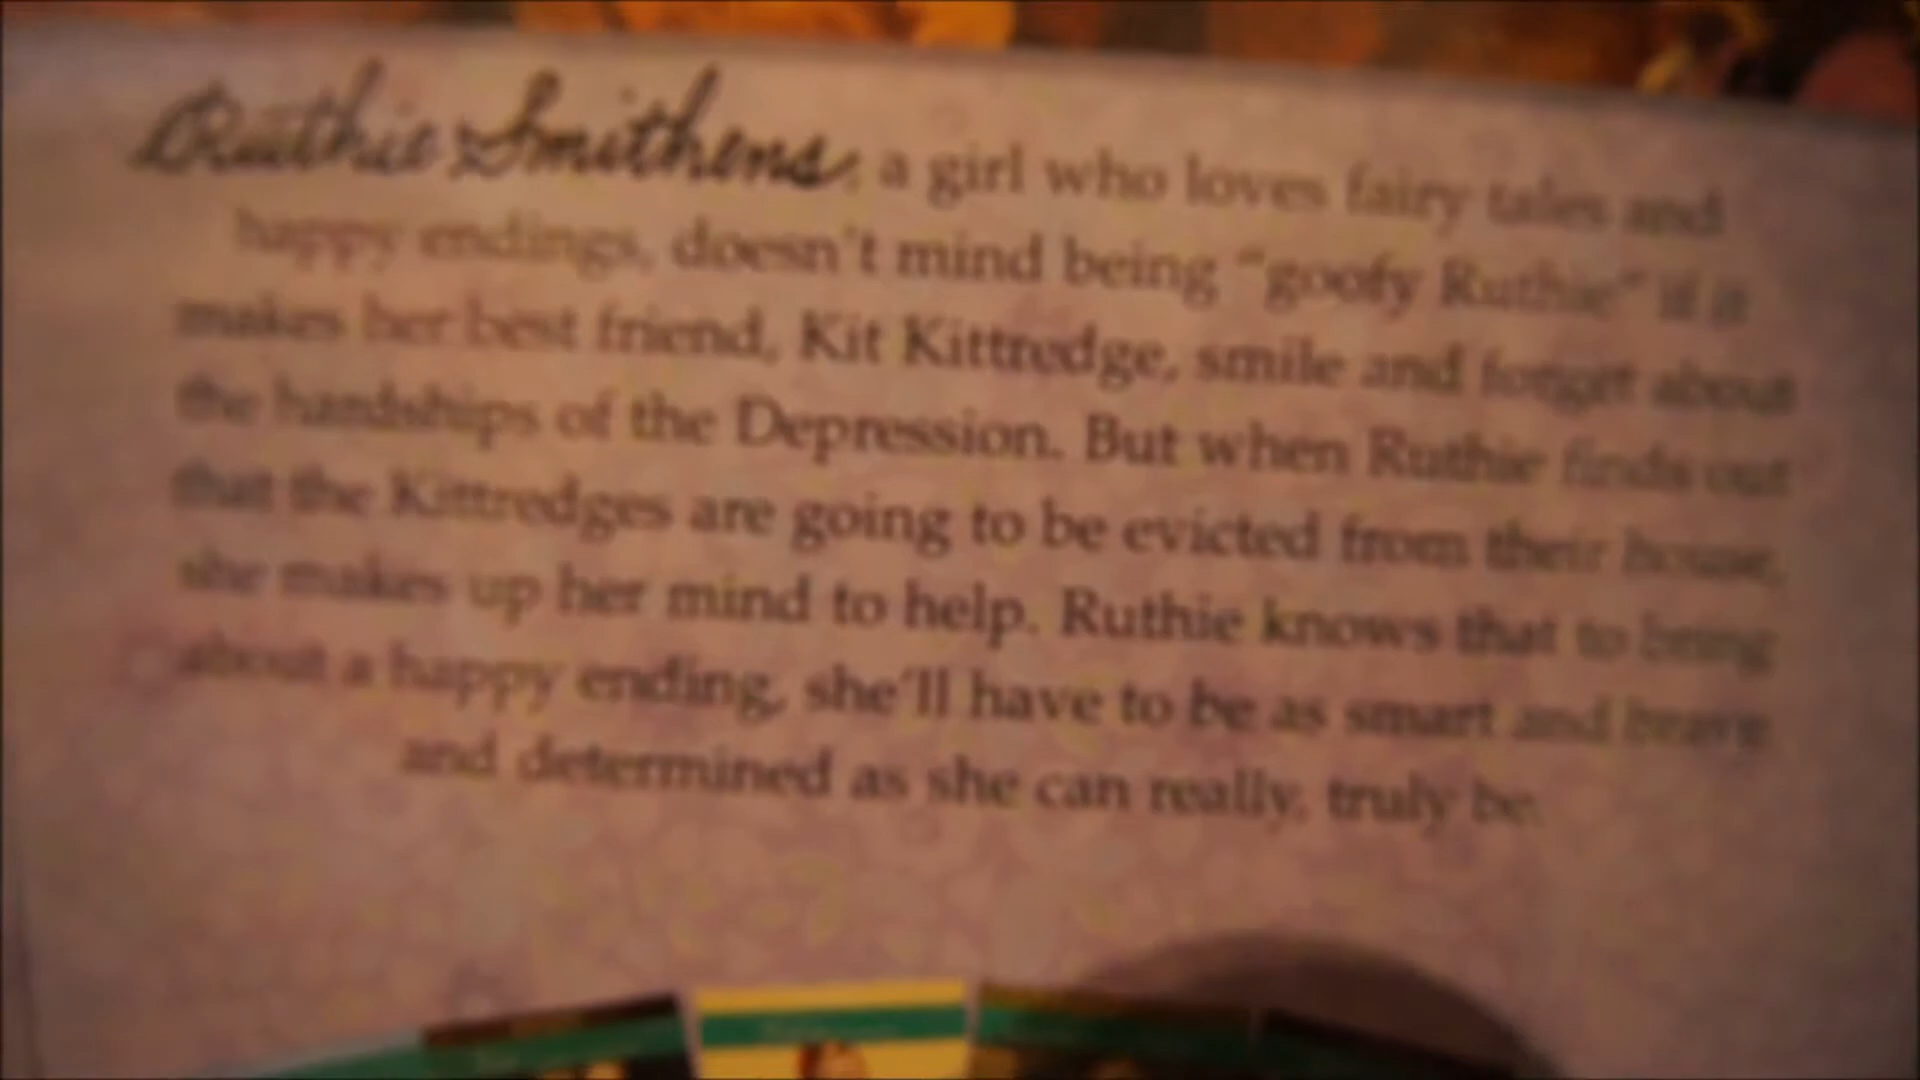 Ruthie Smithens, a girl who loves fairy tales and
happy endings, doesn't mind being "goofy Ruthie" if it
makes her best friend, Kit Kittredge, smile and forget about
the hardships of the Depression. But when Ruthie finds out
that the Kittredges are going to be evicted from their house,
she makes up her mind to help. Ruthie knows that to bring
about a happy ending, she'll have to be as smart and brave
and determined as she can really, truly be.